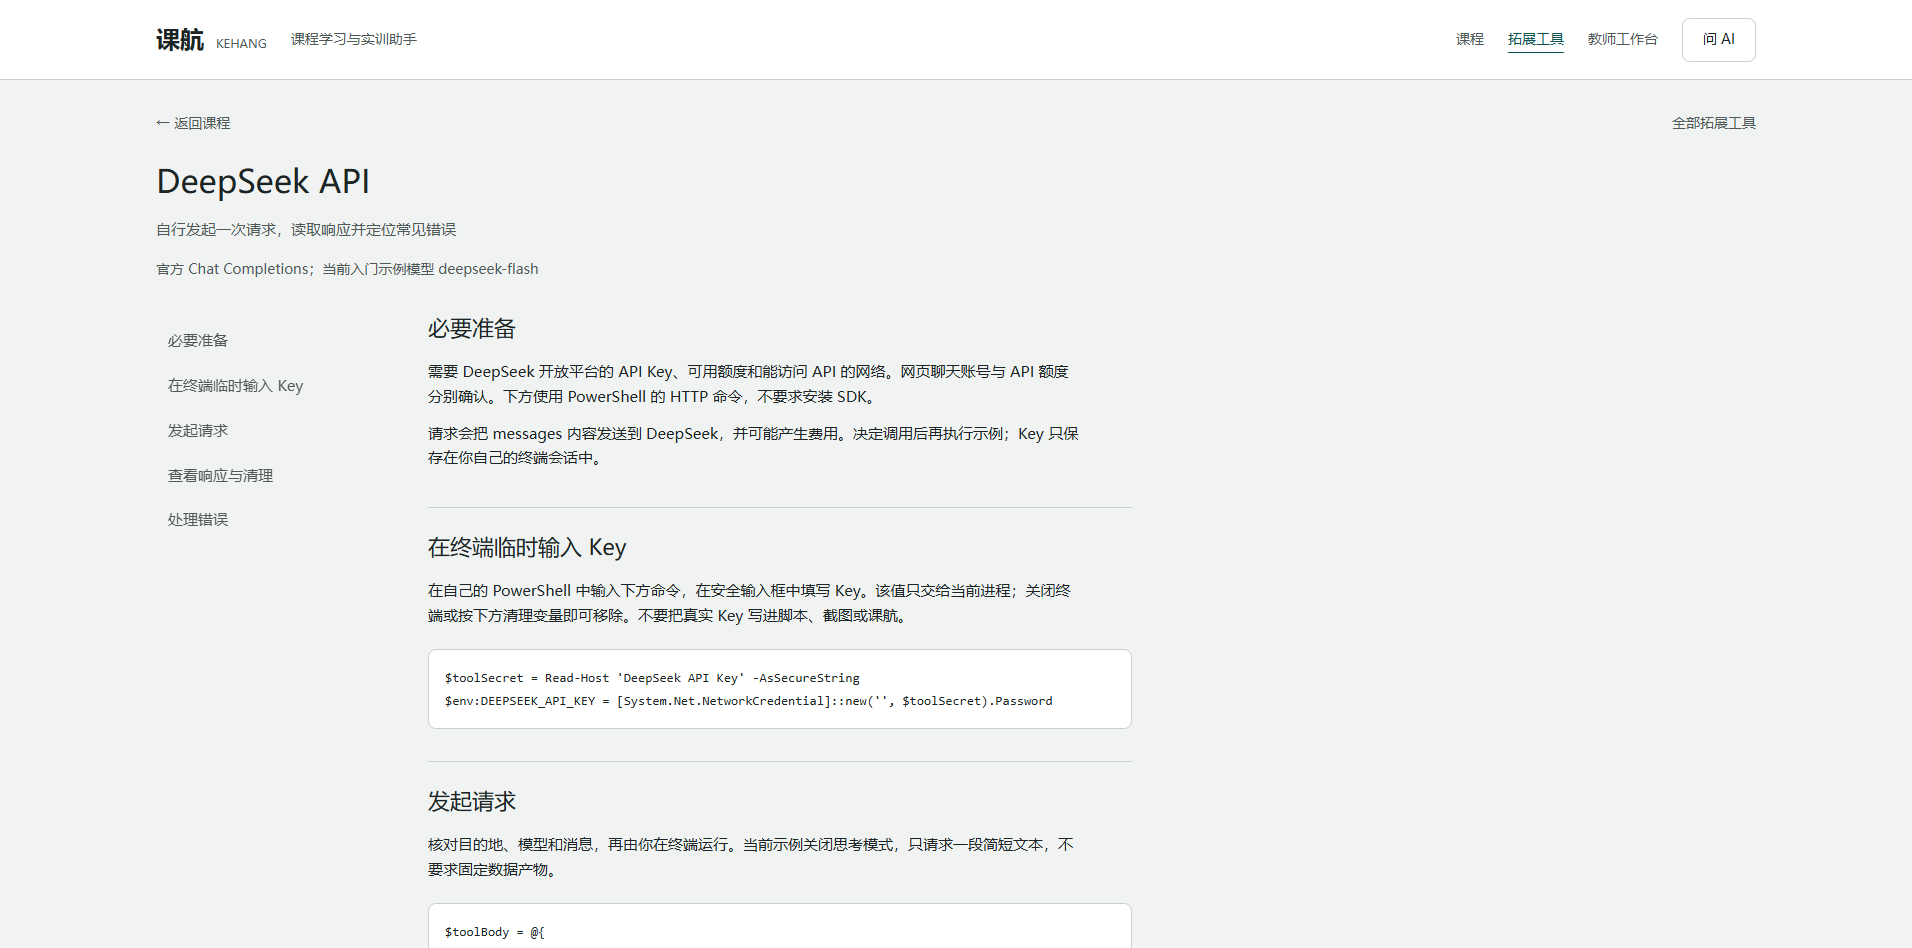 课航 KEHANG 课程学习与实训助手 课程 拓展工具 教师工作台 问 AI
← 返回课程 全部拓展工具
DeepSeek API
自行发起一次请求，读取响应并定位常见错误
官方 Chat Completions；当前入门示例模型 deepseek-flash
必要准备
在终端临时输入 Key
发起请求
查看响应与清理
处理错误
必要准备
需要 DeepSeek 开放平台的 API Key、可用额度和能访问 API 的网络。网页聊天账号与 API 额度
分别确认。下方使用 PowerShell 的 HTTP 命令，不要求安装 SDK。
请求会把 messages 内容发送到 DeepSeek，并可能产生费用。决定调用后再执行示例；Key 只保
存在你自己的终端会话中。
在终端临时输入 Key
在自己的 PowerShell 中输入下方命令，在安全输入框中填写 Key。该值只交给当前进程；关闭终
端或按下方清理变量即可移除。不要把真实 Key 写进脚本、截图或课航。
$toolSecret = Read-Host 'DeepSeek API Key' -AsSecureString
$env:DEEPSEEK_API_KEY = [System.Net.NetworkCredential]::new('', $toolSecret).Password
发起请求
核对目的地、模型和消息，再由你在终端运行。当前示例关闭思考模式，只请求一段简短文本，不
要求固定数据产物。
$toolBody = @{